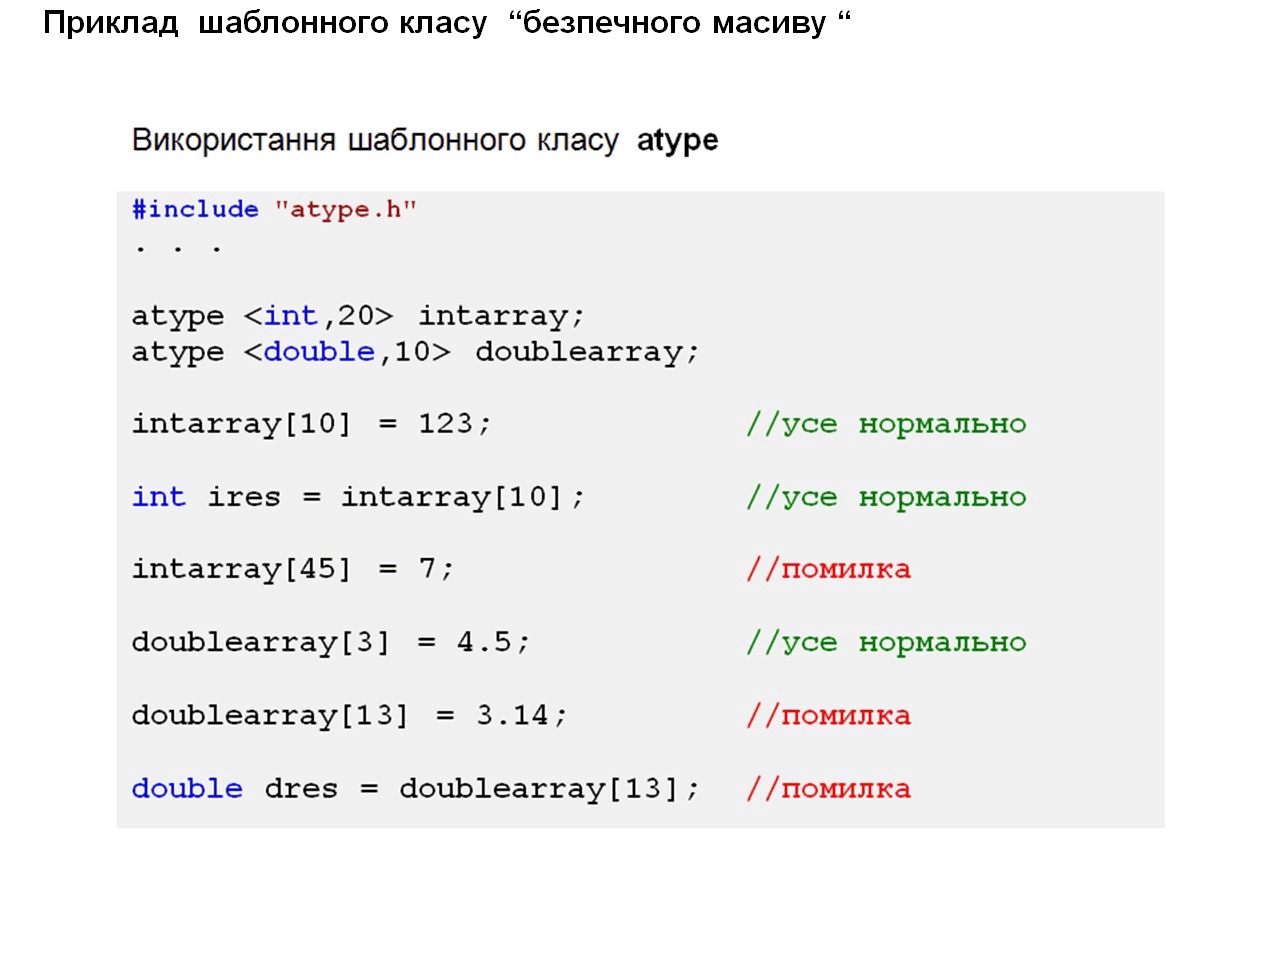 Приклад шаблонного класу “безпечного масиву “
Використання шаблонного класу atype
#include "atype.h"
. . .
atype <int,20> intarray;
atype <double,10> doublearray;
intarray[10] = 123; //усе нормально
int ires = intarray[10]; //усе нормально
intarray[45] = 7; //помилка
doublearray[3] = 4.5; //усе нормально
doublearray[13] = 3.14; //помилка
double dres = doublearray[13]; //помилка